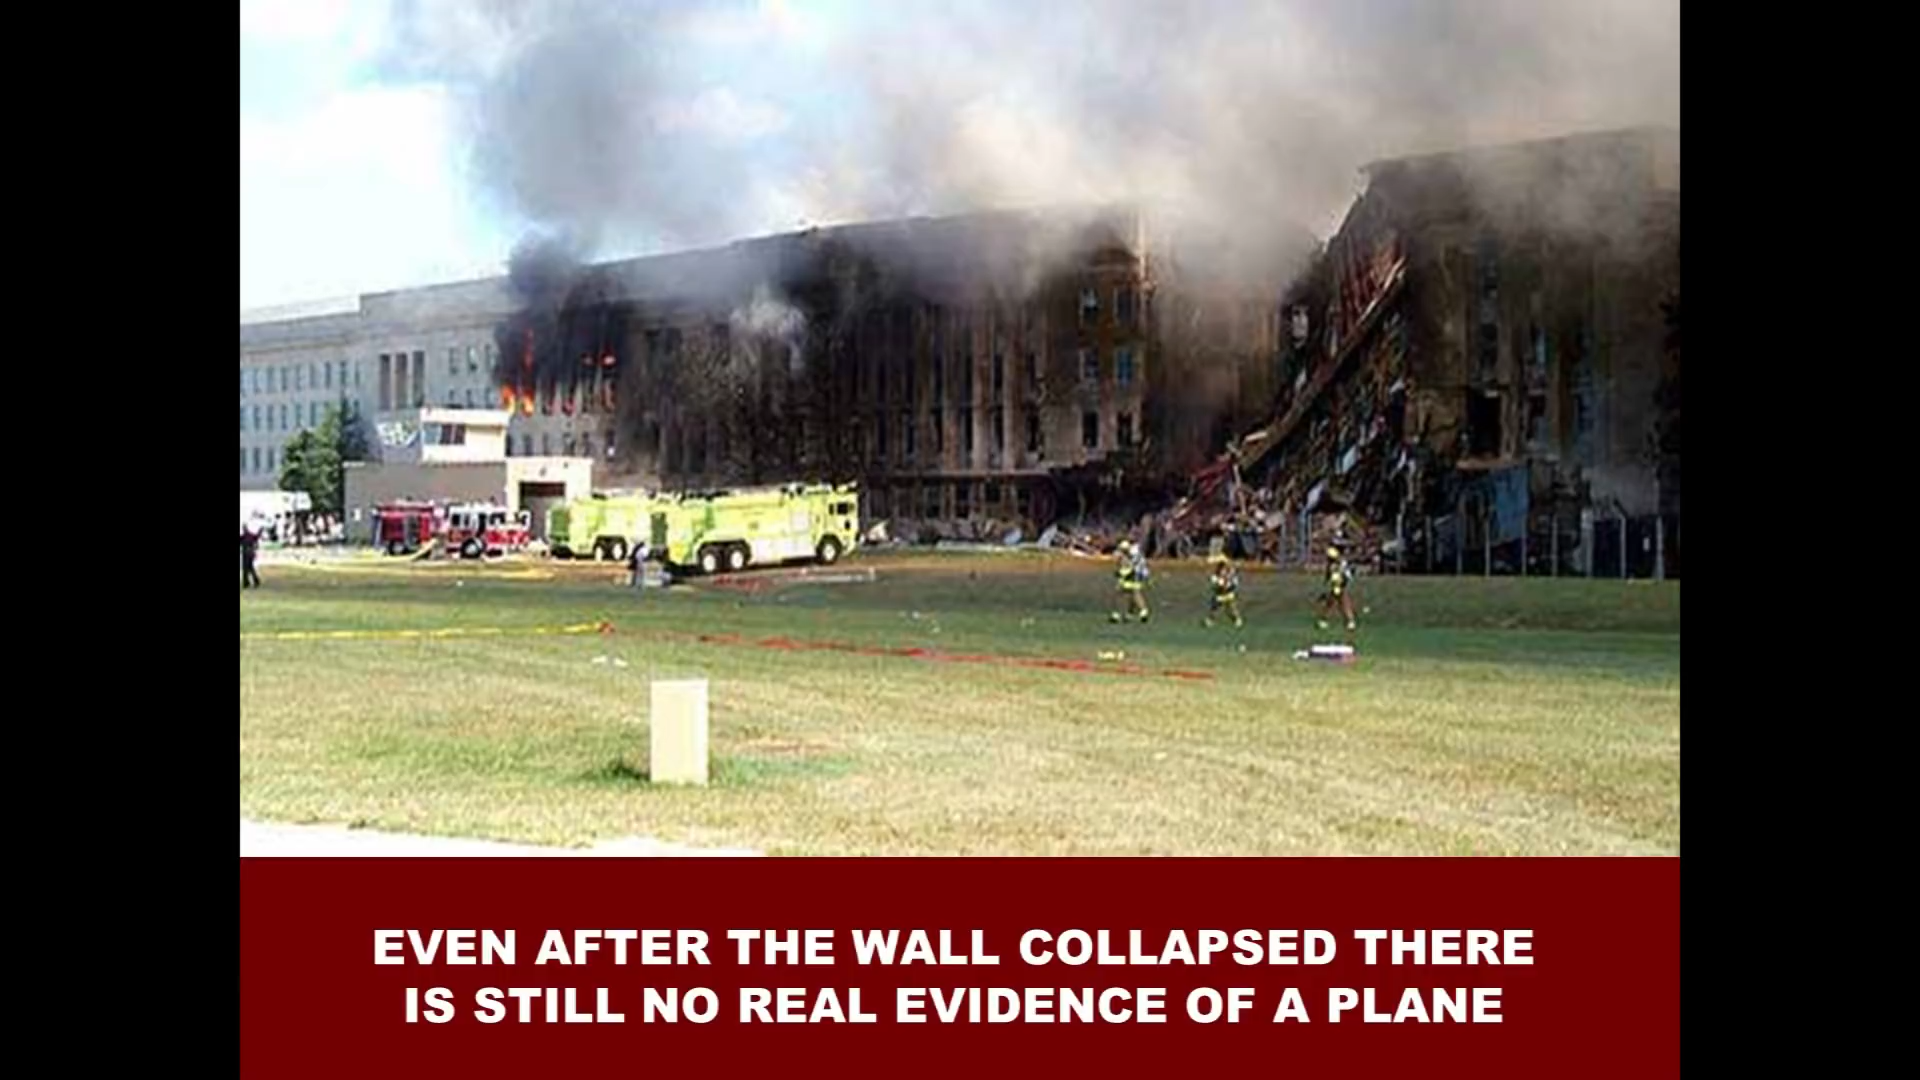 EVEN AFTER THE WALL COLLAPSED THERE
IS STILL NO REAL EVIDENCE OF A PLANE